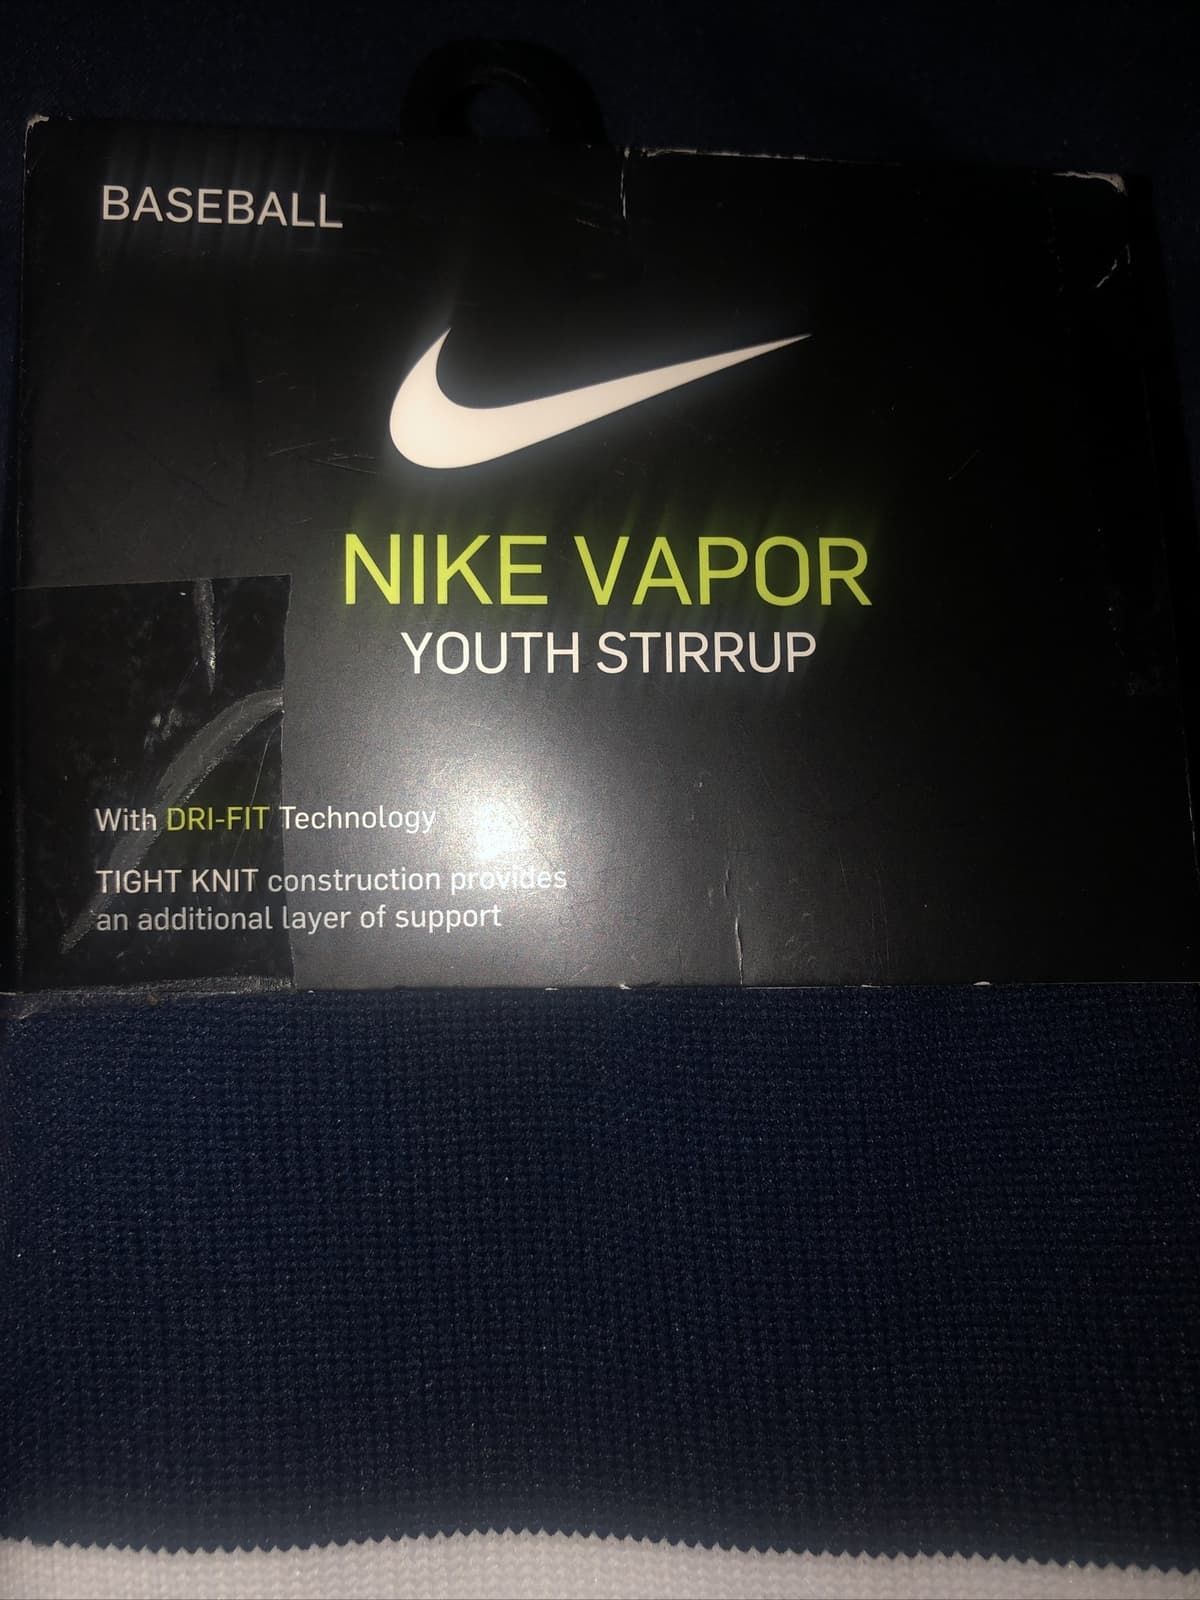 BASEBALL
NIKE VAPOR
YOUTH STIRRUP
With DRI-FIT Technology
TIGHT KNIT construction provides
an additional layer of support